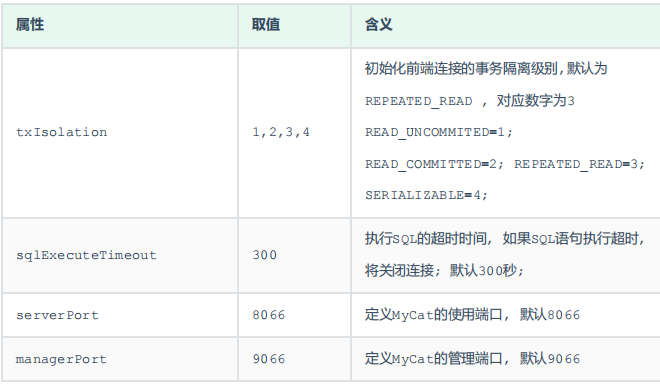 属性 取值 含义
初始化前端连接的事务隔离级别,默认为
REPEATED_READ , 对应数字为3
txIsolation 1,2,3,4 READ_UNCOMMITED=1;
READ_COMMITTED=2; REPEATED_READ=3;
SERIALIZABLE=4;
执行SQL的超时时间, 如果SQL语句执行超时,
sqlExecuteTimeout 300
将关闭连接; 默认300秒;
serverPort 8066 定义MyCat的使用端口, 默认8066
managerPort 9066 定义MyCat的管理端口, 默认9066